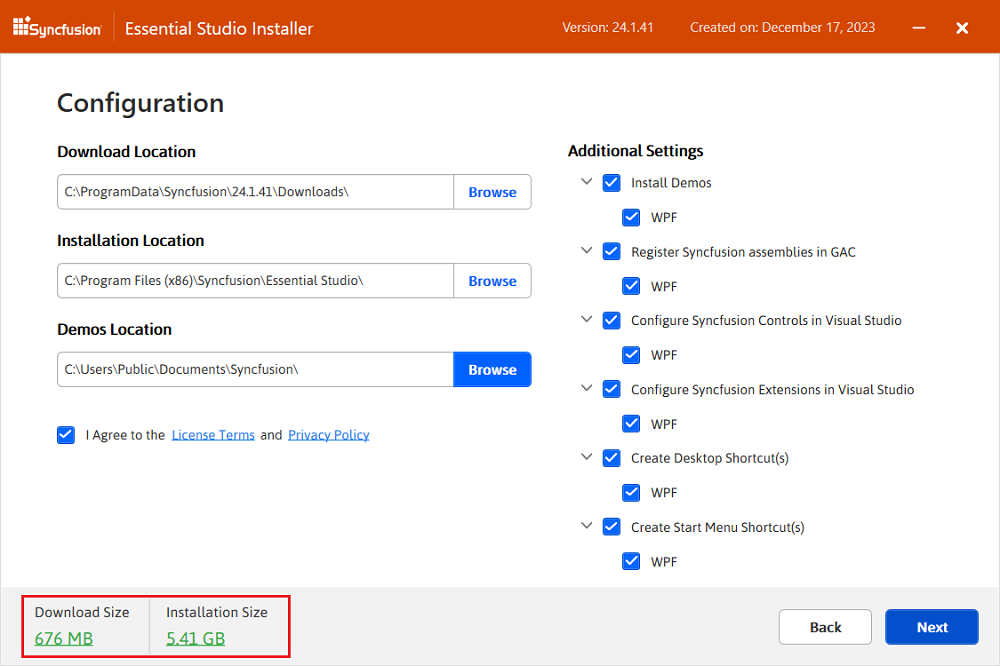 Syncfusion Essential Studio Installer Version: 24.1.41 Created on: December 17, 2023
Configuration
Download Location
C:\ProgramData\Syncfusion\24.1.41\Downloads\ Browse
Installation Location
C:\Program Files (x86)\Syncfusion\Essential Studio\ Browse
Demos Location
C:\Users\Public\Documents\Syncfusion\ Browse
I Agree to the License Terms and Privacy Policy
Additional Settings
Install Demos
WPF
Register Syncfusion assemblies in GAC
WPF
Configure Syncfusion Controls in Visual Studio
WPF
Configure Syncfusion Extensions in Visual Studio
WPF
Create Desktop Shortcut(s)
WPF
Create Start Menu Shortcut(s)
WPF
Download Size
676 MB
Installation Size
5.41 GB
Back
Next